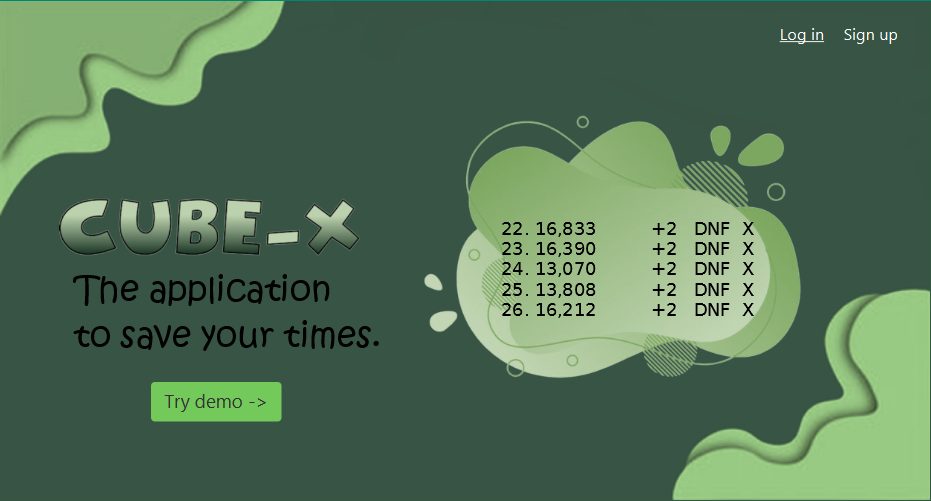 Log in Sign up
CUBE-X
The application
to save your times.
Try demo ->
22. 16,833 +2 DNF X
23. 16,390 +2 DNF X
24. 13,070 +2 DNF X
25. 13,808 +2 DNF X
26. 16,212 +2 DNF X